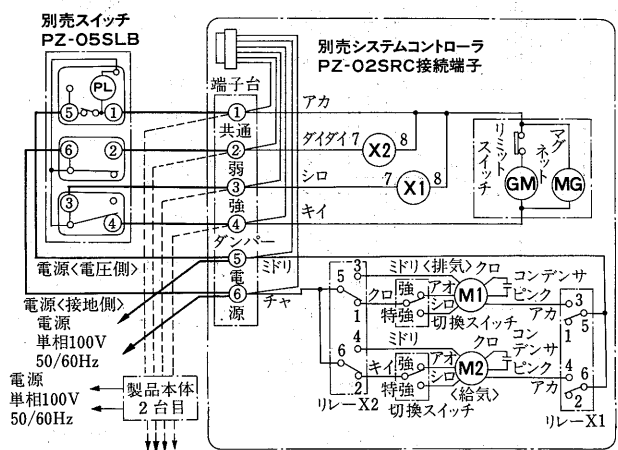 別売スイッチ
PZ-05SLB
PL
5
1
6
2
3
4
別売システムコントローラ
PZ-02SRC接続端子
端子台
1
共通
2
弱
3
強
4
ダンパー
5
電
6
源
アカ
ダイダイ
7
X2
8
シロ
7
X1
8
キイ
リミット
スイッチ
マグ
ネット
GM
MG
ミドリ
チャ
電源<電圧側>
電源<接地側>
電源
単相100V
50/60Hz
電源
単相100V
50/60Hz
製品本体
2台目
3
5
1
4
6
2
リレーX2
ミドリ<排気>
クロ
強
特強
アオ
シロ
切換スイッチ
M1
クロ
コンデンサ
ピンク
アカ
ミドリ
キイ
強
特強
アオ
シロ
切換スイッチ
M2
<給気>
クロ
コン
デンサ
ピンク
アカ
3
5
1
4
6
2
リレーX1